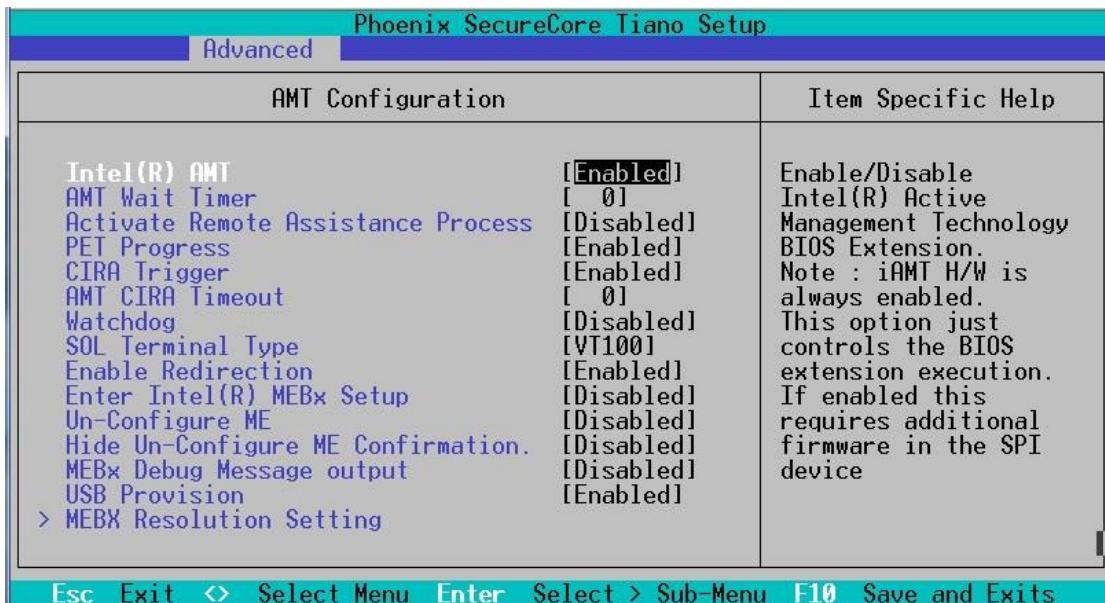 Phoenix SecureCore Tiano Setup
Advanced
AMT Configuration
Intel(R) AMT [Enabled]
AMT Wait Timer [ 0]
Activate Remote Assistance Process [Disabled]
PET Progress [Enabled]
CIRA Trigger [Enabled]
AMT CIRA Timeout [ 0]
Watchdog [Disabled]
SOL Terminal Type [VT100]
Enable Redirection [Enabled]
Enter Intel(R) MEBx Setup [Disabled]
Un-Configure ME [Disabled]
Hide Un-Configure ME Confirmation. [Disabled]
MEBx Debug Message output [Disabled]
USB Provision [Enabled]
> MEBX Resolution Setting
Item Specific Help
Enable/Disable
Intel(R) Active
Management Technology
BIOS Extension.
Note : iAMT H/W is
always enabled.
This option just
controls the BIOS
extension execution.
If enabled this
requires additional
firmware in the SPI
device
Esc Exit <> Select Menu Enter Select > Sub-Menu F10 Save and Exits